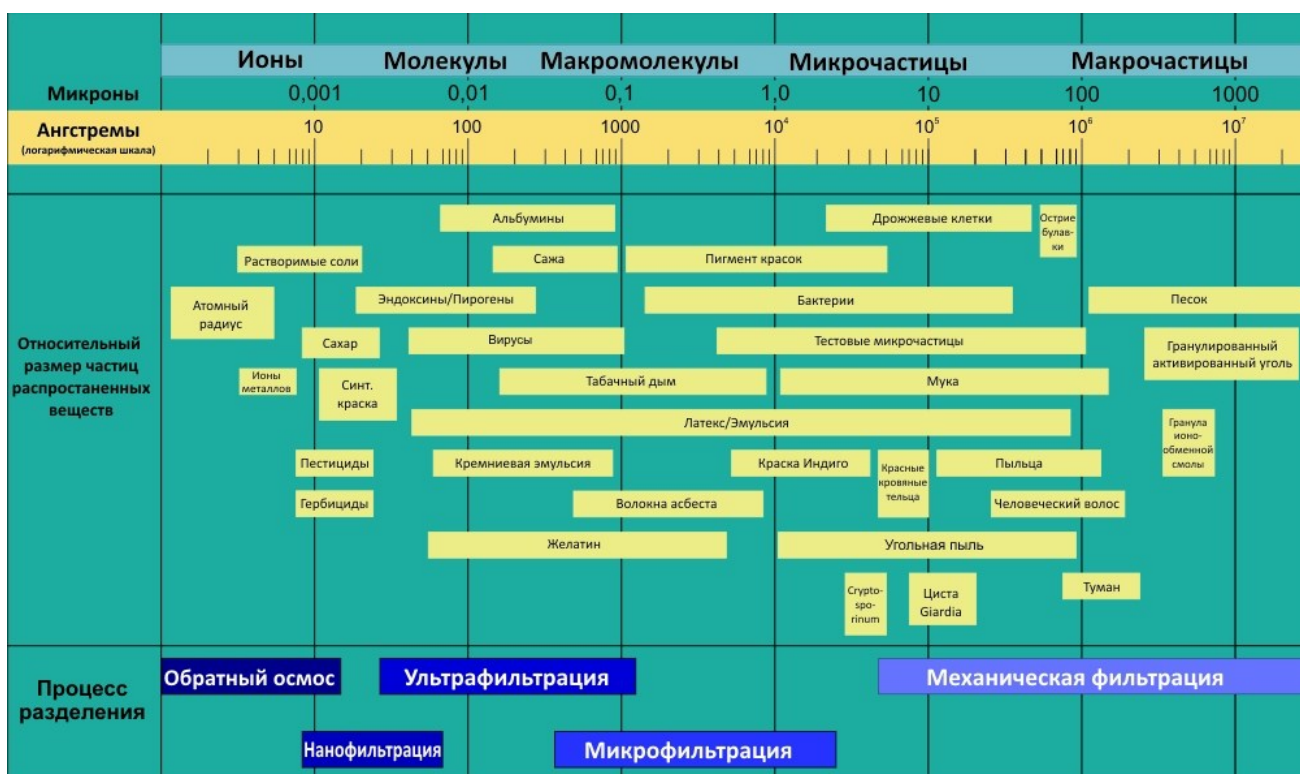 Ионы Молекулы Макромолекулы Микрочастицы Макрочастицы
Микроны 0,001 0,01 0,1 1,0 10 100 1000
Ангстремы 10 100 1000 10⁴ 10⁵ 10⁶ 10⁷
(логарифмическая шкала)
Относительный
размер частиц
распростаненных
веществ
Альбумины
Дрожжевые клетки
Острие
булав-
ки
Растворимые соли
Сажа
Пигмент красок
Атомный
радиус
Эндоксины/Пирогены
Бактерии
Песок
Сахар
Вирусы
Тестовые микрочастицы
Гранулированный
активированный уголь
Ионы
металлов
Синт.
краска
Табачный дым
Мука
Латекс/Эмульсия
Гранула
ионо-
обменной
смолы
Пестициды
Кремниевая эмульсия
Краска Индиго
Красные
кровяные
тельца
Пыльца
Гербициды
Волокна асбеста
Человеческий волос
Желатин
Угольная пыль
Crypto-
spo-
rinum
Циста
Giardia
Туман
Процесс
разделения
Обратный осмос
Ультрафильтрация
Механическая фильтрация
Нанофильтрация
Микрофильтрация